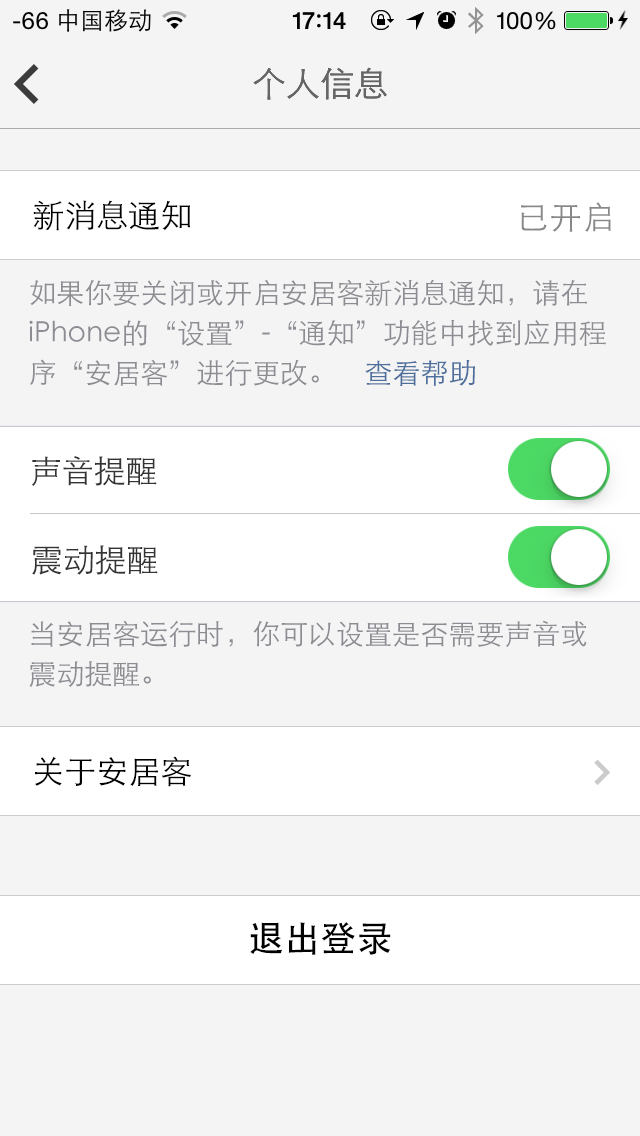 -66 中国移动 17:14 100%
个人信息
新消息通知 已开启
如果你要关闭或开启安居客新消息通知，请在
iPhone的“设置”-“通知”功能中找到应用程
序“安居客”进行更改。 查看帮助
声音提醒
震动提醒
当安居客运行时，你可以设置是否需要声音或
震动提醒。
关于安居客
退出登录